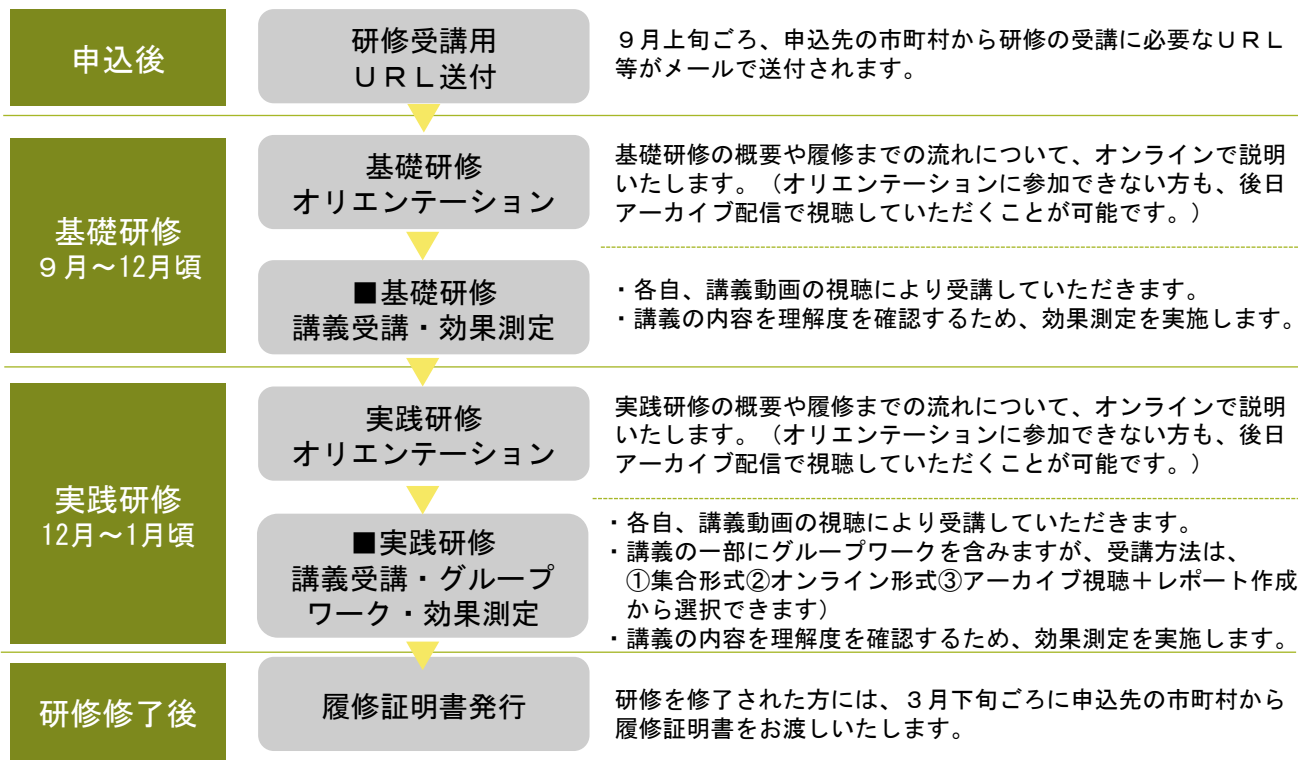 申込後
研修受講用
ＵＲＬ送付
９月上旬ごろ、申込先の市町村から研修の受講に必要なＵＲＬ
等がメールで送付されます。
基礎研修
９月～12月頃
基礎研修
オリエンテーション
基礎研修の概要や履修までの流れについて、オンラインで説明
いたします。（オリエンテーションに参加できない方も、後日
アーカイブ配信で視聴していただくことが可能です。）
■基礎研修
講義受講・効果測定
・各自、講義動画の視聴により受講していただきます。
・講義の内容を理解度を確認するため、効果測定を実施します。
実践研修
12月～1月頃
実践研修
オリエンテーション
実践研修の概要や履修までの流れについて、オンラインで説明
いたします。（オリエンテーションに参加できない方も、後日
アーカイブ配信で視聴していただくことが可能です。）
■実践研修
講義受講・グループ
ワーク・効果測定
・各自、講義動画の視聴により受講していただきます。
・講義の一部にグループワークを含みますが、受講方法は、
①集合形式②オンライン形式③アーカイブ視聴＋レポート作成
から選択できます）
・講義の内容を理解度を確認するため、効果測定を実施します。
研修修了後
履修証明書発行
研修を修了された方には、３月下旬ごろに申込先の市町村から
履修証明書をお渡しいたします。